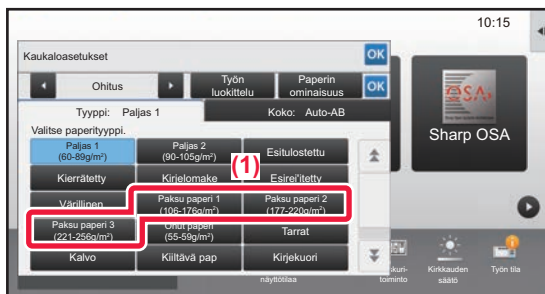 10:15
Kaukaloasetukset
OK
Ohitus
Työn
luokittelu
Paperin
ominaisuus
OK
Tyyppi: Paljas 1
Koko: Auto-AB
Valitse paperityyppi.
Paljas 1
(60-89g/m²)
Paljas 2
(90-105g/m²)
Esitulostettu
Kierrätetty
Kirjelomake
Esirei'itetty
(1)
Värillinen
Paksu paperi 1
(106-176g/m²)
Paksu paperi 2
(177-220g/m²)
Paksu paperi 3
(221-256g/m²)
Ohut paperi
(55-59g/m²)
Tarrat
Kalvo
Kiiltävä pap
Kirjekuori
OSA
Sharp OSA
näyttötilaa
toiminto
Kirkkauden
säätö
Työn tila